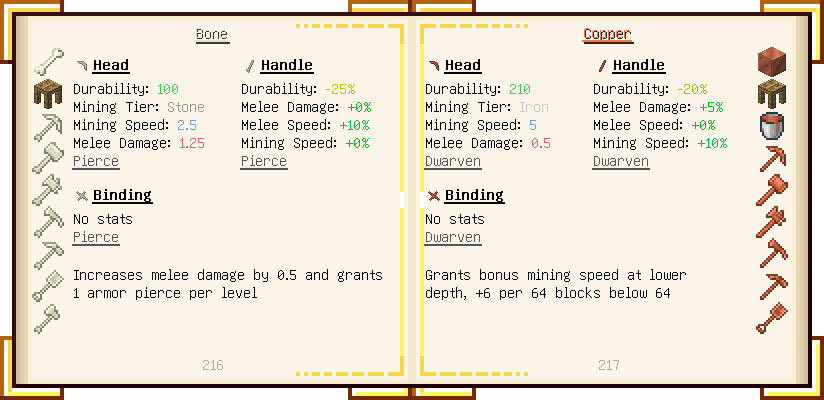 Bone
Head
Durability: 100
Mining Tier: Stone
Mining Speed: 2.5
Melee Damage: 1.25
Pierce
Handle
Durability: -25%
Melee Damage: +0%
Melee Speed: +10%
Mining Speed: +0%
Pierce
Binding
No stats
Pierce
Increases melee damage by 0.5 and grants
1 armor pierce per level
216
Copper
Head
Durability: 210
Mining Tier: Iron
Mining Speed: 5
Melee Damage: 0.5
Dwarven
Handle
Durability: -20%
Melee Damage: +5%
Melee Speed: +0%
Mining Speed: +10%
Dwarven
Binding
No stats
Dwarven
Grants bonus mining speed at lower
depth, +6 per 64 blocks below 64
217